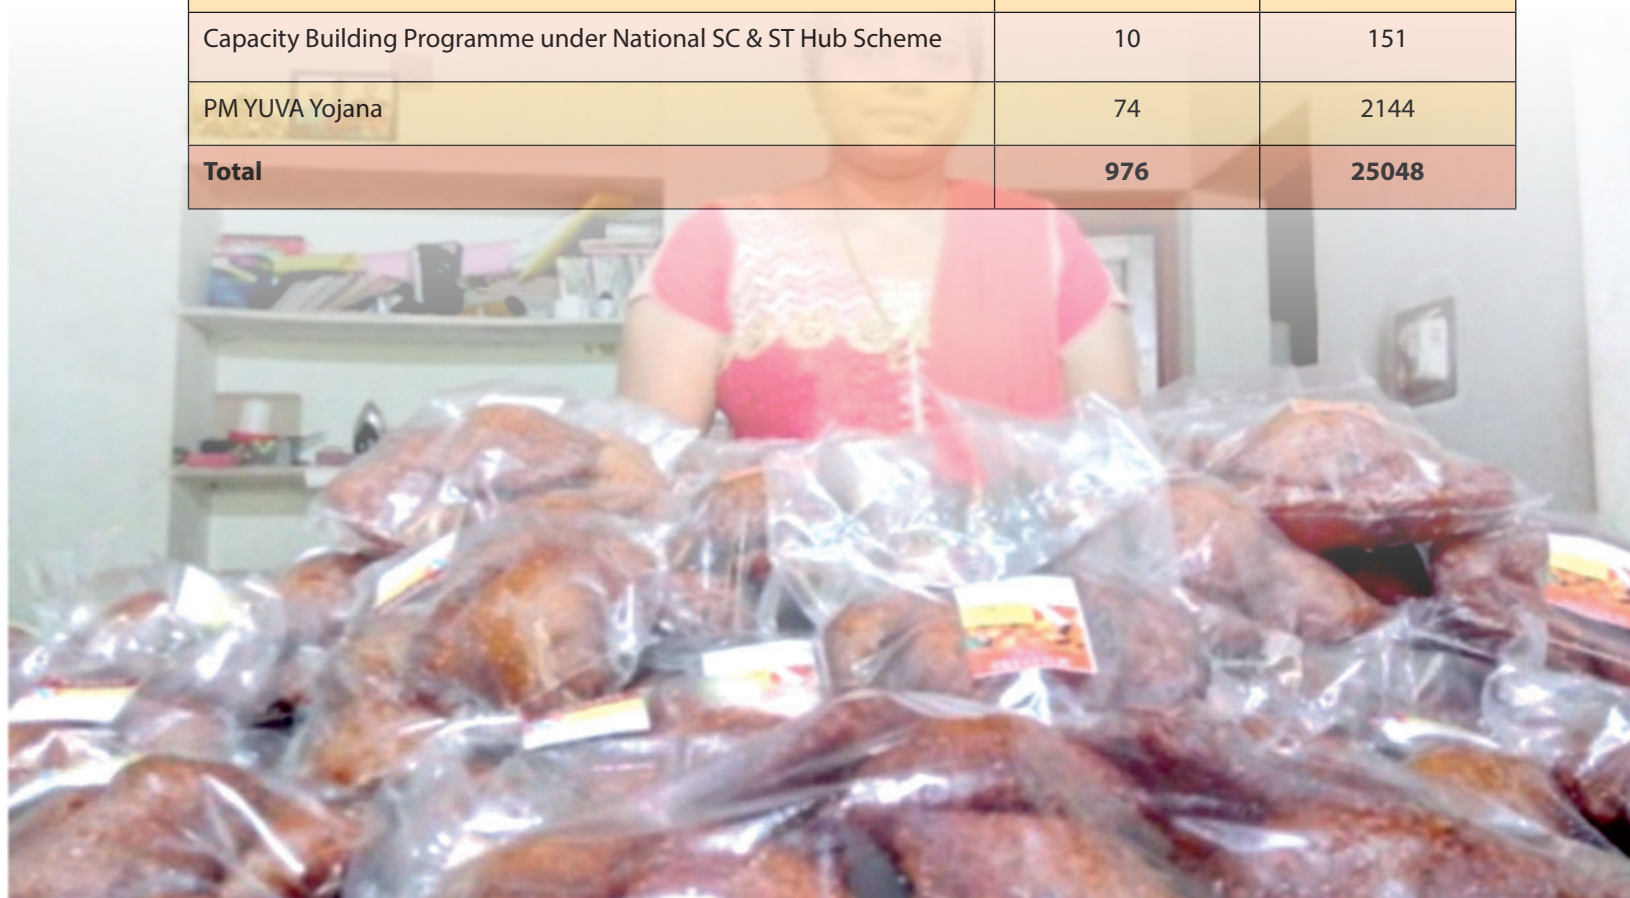 Capacity Building Programme under National SC & ST Hub Scheme 10 151
PM YUVA Yojana 74 2144
Total 976 25048